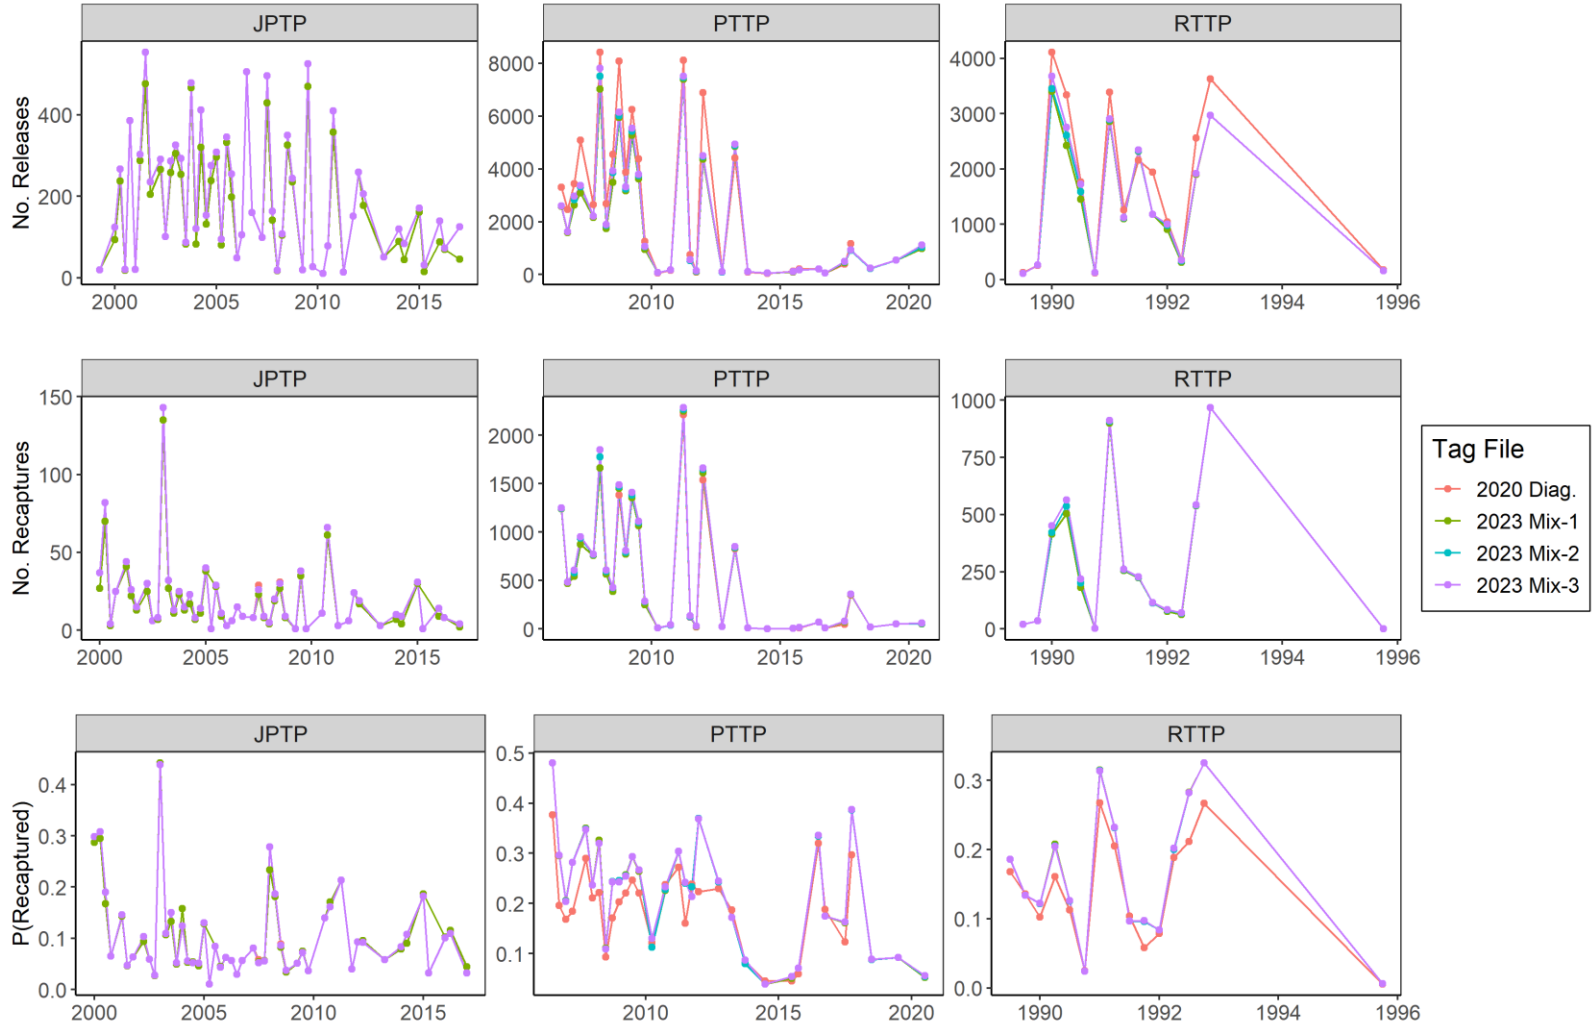 JPTP PTTP RTTP
No. Releases
0 200 400
2000 2005 2010 2015
0 2000 4000 6000 8000
2010 2015 2020
0 1000 2000 3000 4000
1990 1992 1994 1996
JPTP PTTP RTTP
No. Recaptures
0 50 100 150
2000 2005 2010 2015
0 500 1000 1500 2000
2010 2015 2020
0 250 500 750 1000
1990 1992 1994 1996
Tag File
2020 Diag.
2023 Mix-1
2023 Mix-2
2023 Mix-3
JPTP PTTP RTTP
P(Recaptured)
0.0 0.1 0.2 0.3 0.4
2000 2005 2010 2015
0.1 0.2 0.3 0.4 0.5
2010 2015 2020
0.0 0.1 0.2 0.3
1990 1992 1994 1996